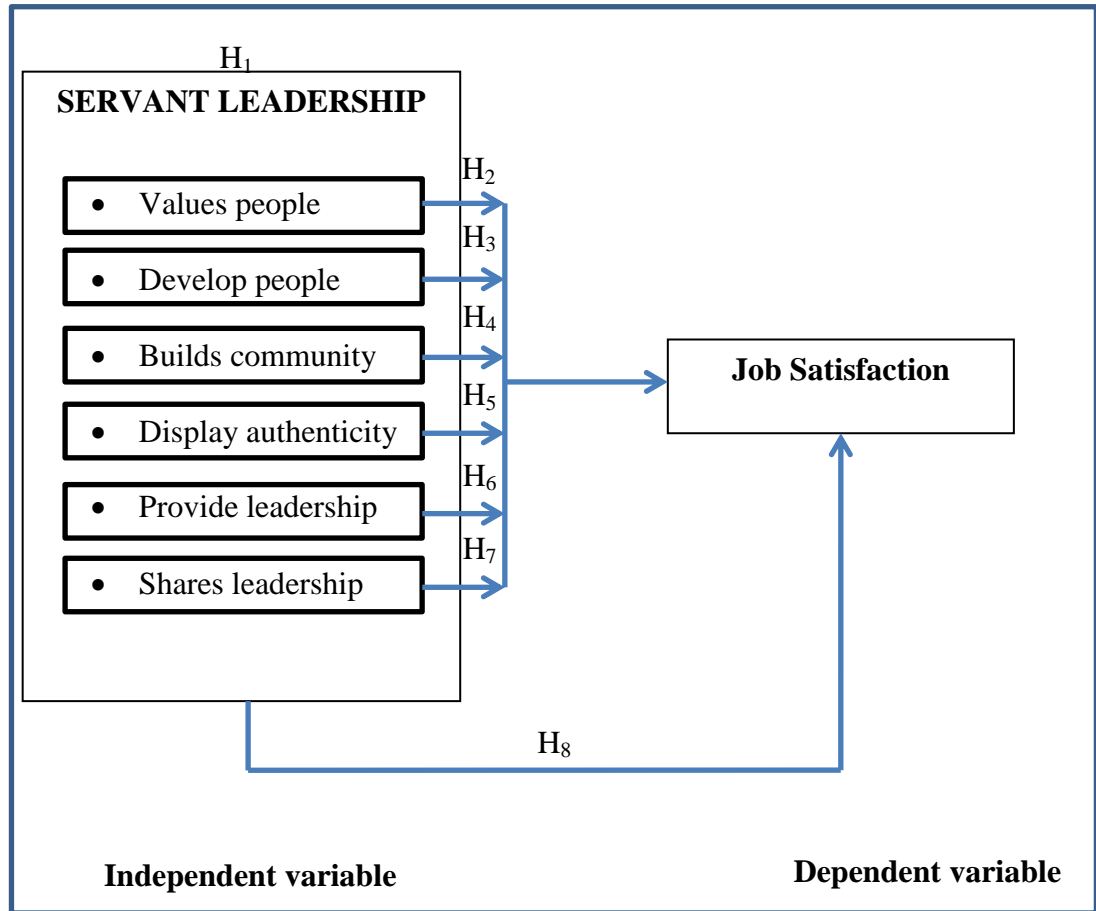 H₁
SERVANT LEADERSHIP
H₂
• Values people
H₃
• Develop people
H₄
• Builds community
Job Satisfaction
H₅
• Display authenticity
H₆
• Provide leadership
H₇
• Shares leadership
H₈
Independent variable
Dependent variable